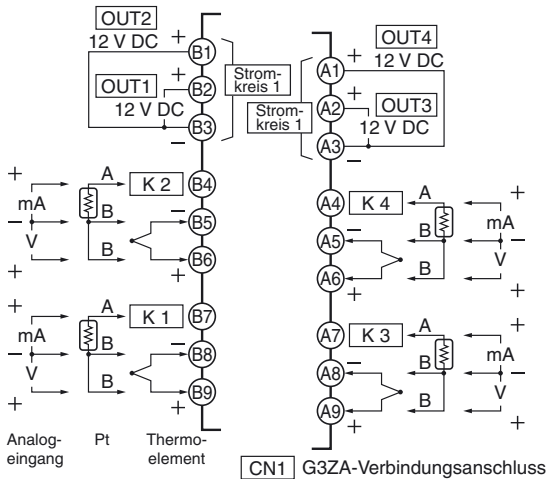 OUT2
12 V DC
+
B1
+
OUT1
B2
12 V DC
B3
−
Strom-
kreis 1
OUT4
12 V DC
+
A1
+
A2
OUT3
12 V DC
A3
−
Strom-
kreis 1
+
mA
−
V
+
A
B
B
K 2
B4
−
B5
B6
+
+
mA
−
V
+
A
B
B
K 1
B7
−
B8
B9
+
A4
K 4
−
A5
A6
+
A
B
B
+
mA
−
V
+
A7
K 3
−
A8
A9
+
A
B
B
+
mA
−
V
+
Analog-
eingang
Pt
Thermo-
element
CN1 G3ZA-Verbindungsanschluss